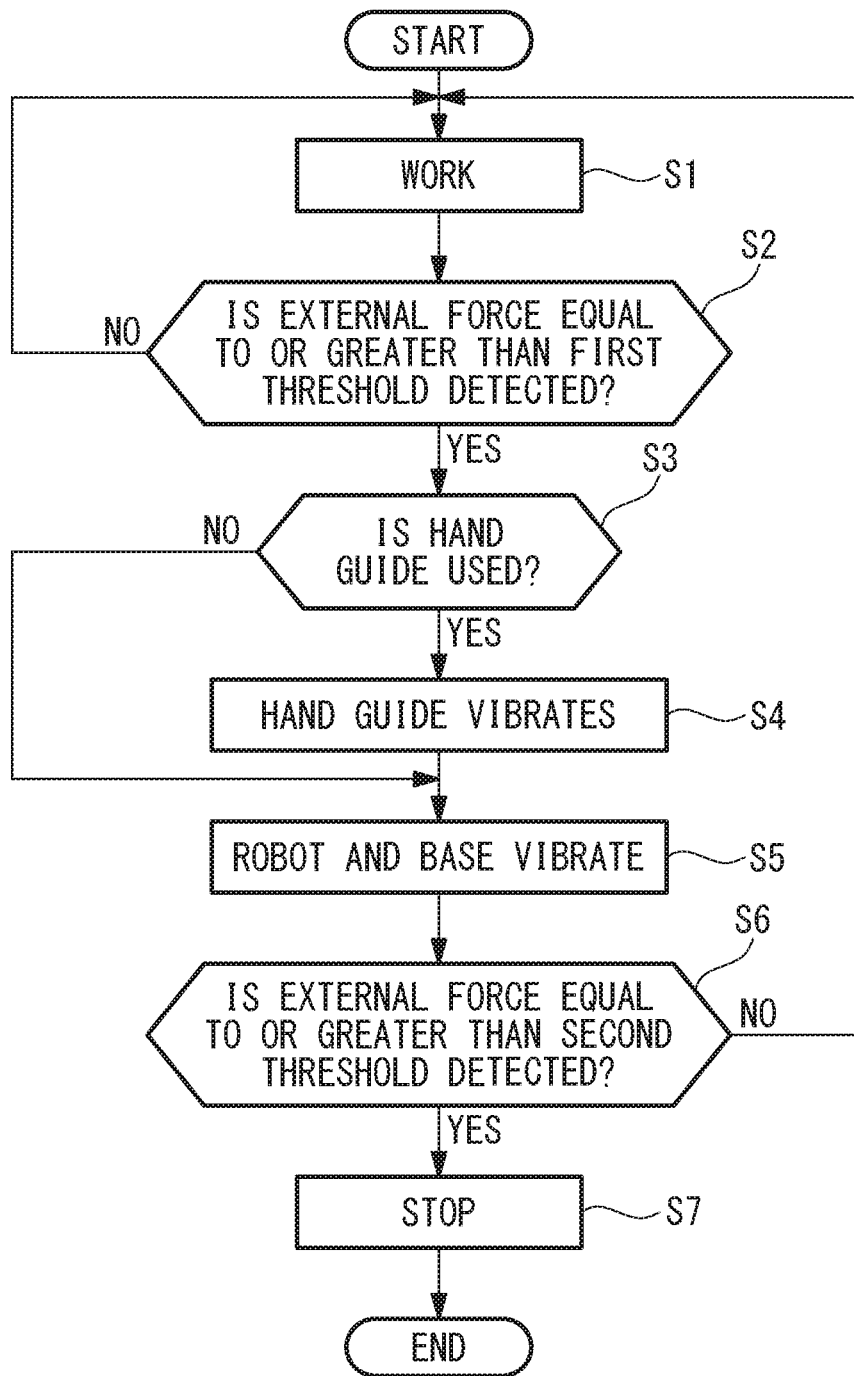 START
WORK
S1
S2
IS EXTERNAL FORCE EQUAL
TO OR GREATER THAN FIRST
THRESHOLD DETECTED?
NO
YES
S3
NO
IS HAND
GUIDE USED?
YES
HAND GUIDE VIBRATES
S4
ROBOT AND BASE VIBRATE
S5
S6
IS EXTERNAL FORCE EQUAL
TO OR GREATER THAN SECOND
THRESHOLD DETECTED?
NO
YES
STOP
S7
END